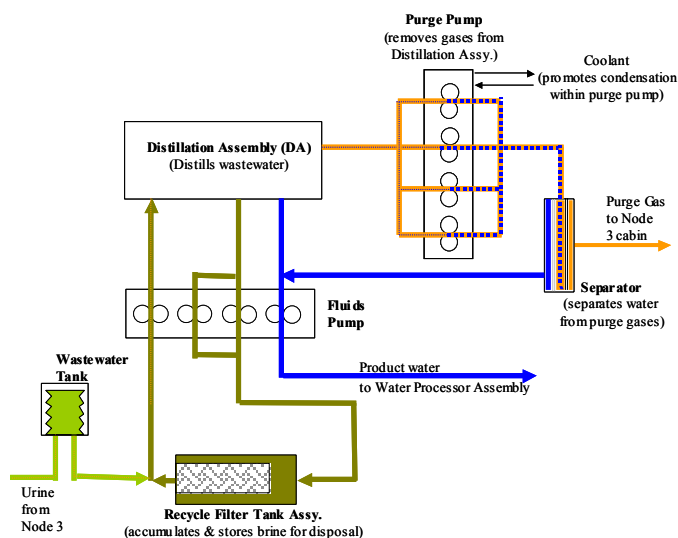 Purge Pump
(removes gases from
Distillation Assy.)
Coolant
(promotes condensation
within purge pump)
Distillation Assembly (DA)
(Distills wastewater)
Purge Gas
to Node
3 cabin
Separator
(separates water
from purge gases)
Fluids
Pump
Wastewater
Tank
Product water
to Water Processor Assembly
Urine
from
Node 3
Recycle Filter Tank Assy.
(accumulates & stores brine for disposal)